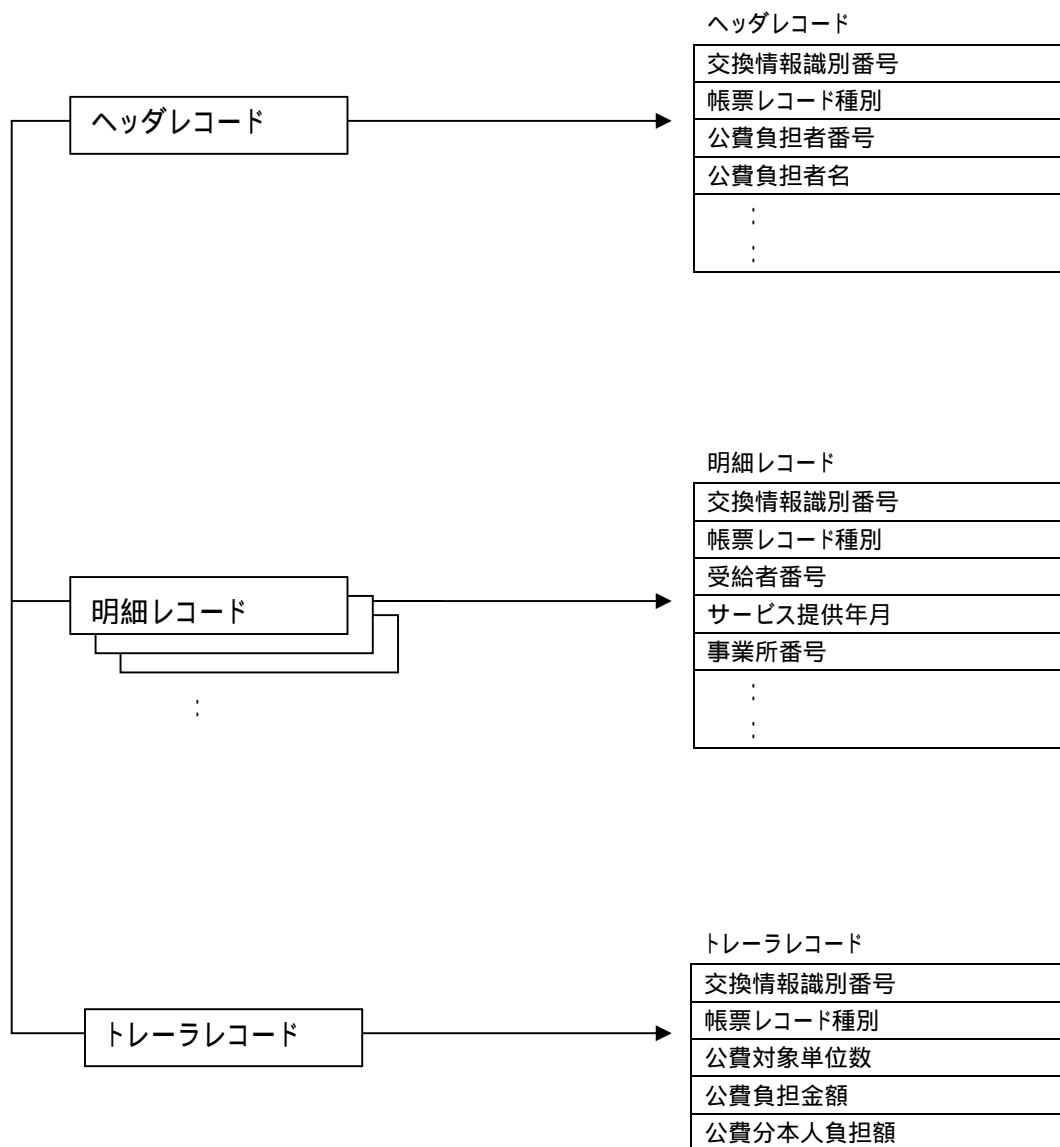 ヘッダレコード
ヘッダレコード
交換情報識別番号
帳票レコード種別
公費負担者番号
公費負担者名
:
:
明細レコード
明細レコード
:
交換情報識別番号
帳票レコード種別
受給者番号
サービス提供年月
事業所番号
:
:
トレーラレコード
トレーラレコード
交換情報識別番号
帳票レコード種別
公費対象単位数
公費負担金額
公費分本人負担額